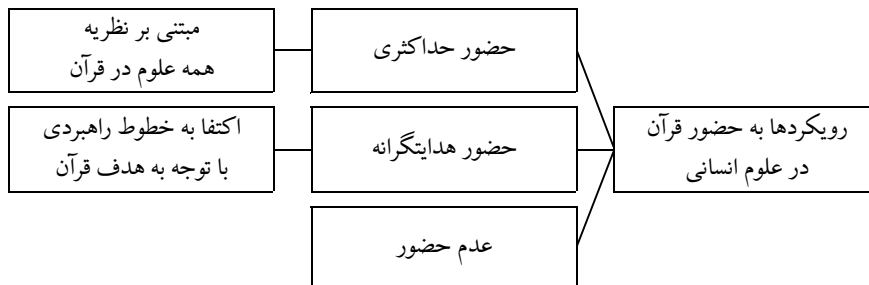 رویکردها به حضور قرآن
در علوم انسانی
حضور حداکثری
مبتنی بر نظریه
همه علوم در قرآن
حضور هدایتگرانه
اکتفا به خطوط راهبردی
با توجه به هدف قرآن
عدم حضور